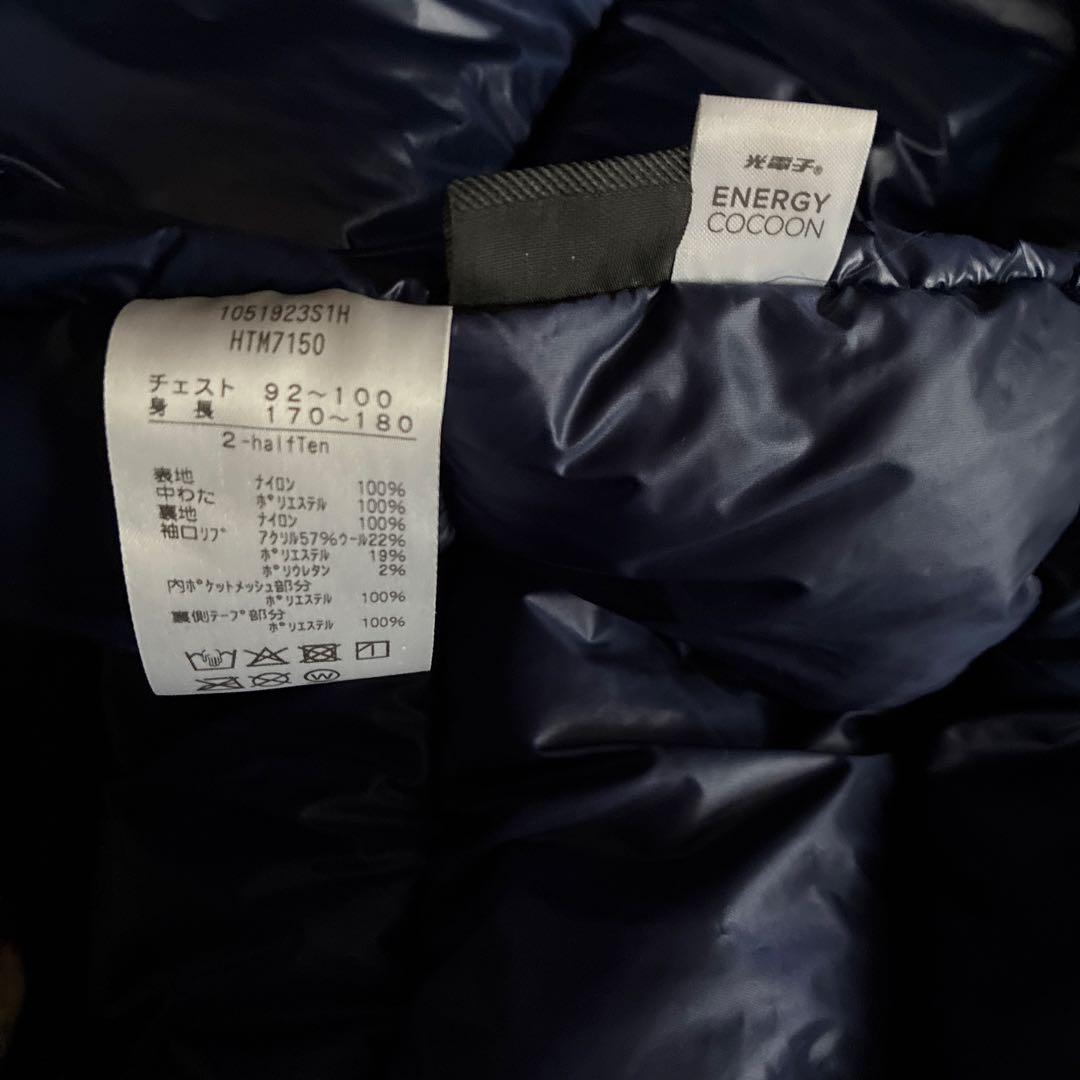 光電子®
ENERGY
COCOON
1051923S1H
HTM7150
チェスト 92～100
身長 170～180
2-halfTen
表地 ナイロン 100%
中わた ポリエステル 100%
裏地 ナイロン 100%
袖口リブ アクリル57%ウール22%
ポリエステル 19%
ポリウレタン 2%
内ポケットメッシュ部分
ポリエステル 100%
裏側テープ部分
ポリエステル 100%
W